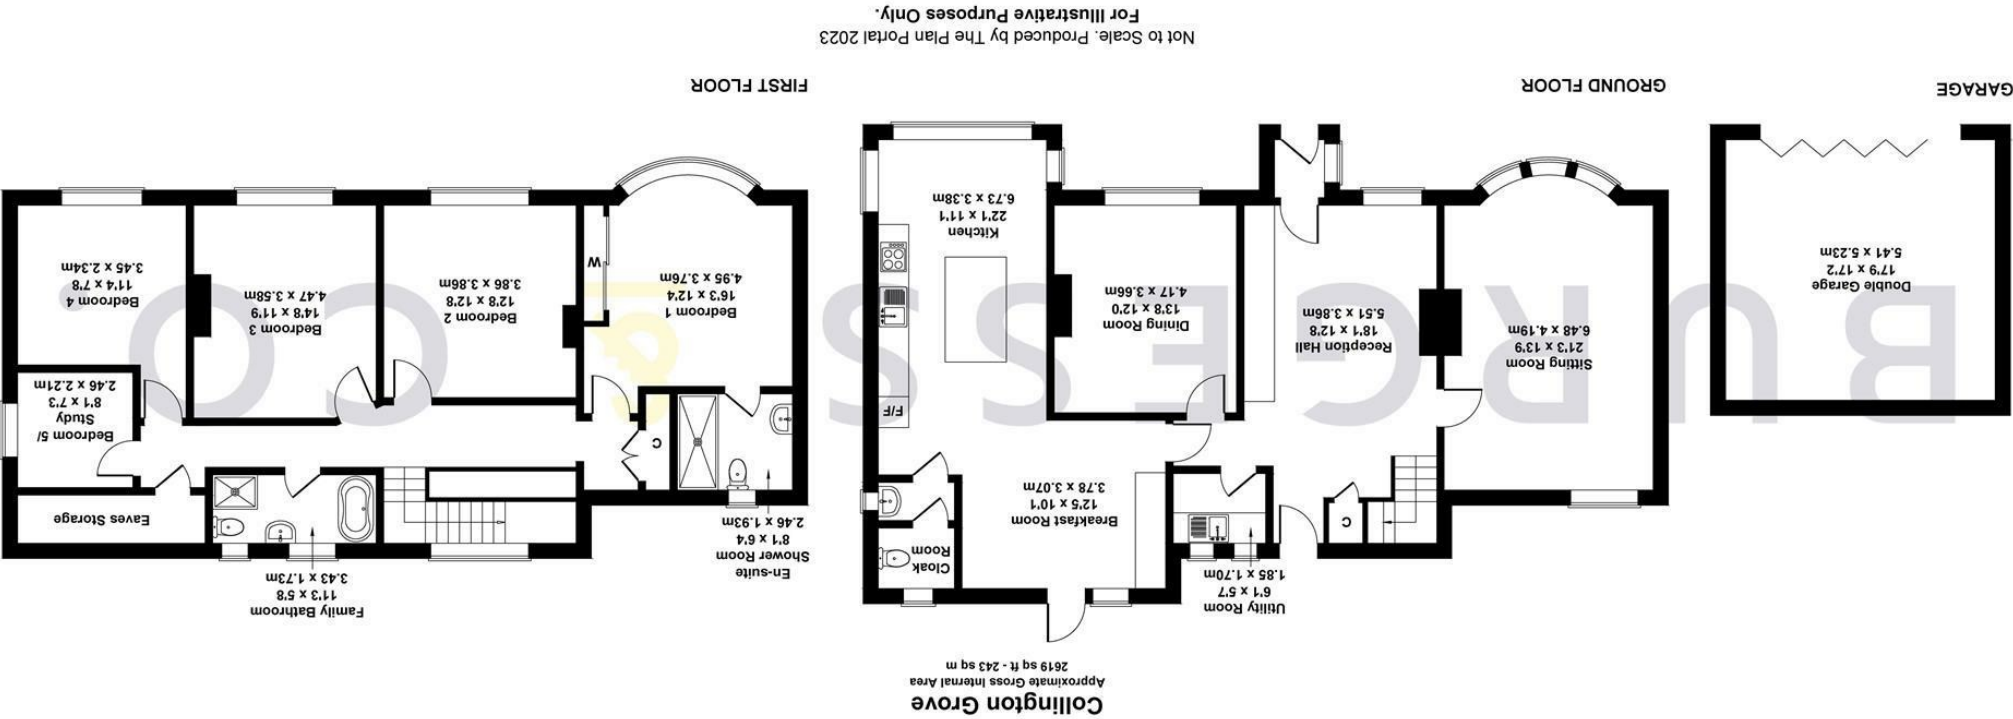 Collington Grove
Approximate Gross Internal Area
2619 sq ft - 243 sq m
BURGESS & CO.
Double Garage
17'9 x 17'2
5.41 x 5.23m
GARAGE
Sitting Room
21'3 x 13'9
6.48 x 4.19m
Reception Hall
18'1 x 12'8
5.51 x 3.86m
C
Utility Room
6'1 x 5'7
1.85 x 1.70m
Dining Room
13'8 x 12'0
4.17 x 3.66m
Breakfast Room
12'5 x 10'1
3.78 x 3.07m
Cloak
Room
F/F
Kitchen
22'1 x 11'1
6.73 x 3.38m
GROUND FLOOR
En-suite
Shower Room
8'1 x 6'4
2.46 x 1.93m
C
Bedroom 1
16'3 x 12'4
4.95 x 3.76m
W
Bedroom 2
12'8 x 12'8
3.86 x 3.86m
Family Bathroom
11'3 x 5'8
3.43 x 1.73m
Bedroom 3
14'8 x 11'9
4.47 x 3.58m
Eaves Storage
Bedroom 5/
Study
8'1 x 7'3
2.46 x 2.21m
Bedroom 4
11'4 x 7'8
3.45 x 2.34m
FIRST FLOOR
Not to Scale. Produced by The Plan Portal 2023
For Illustrative Purposes Only.